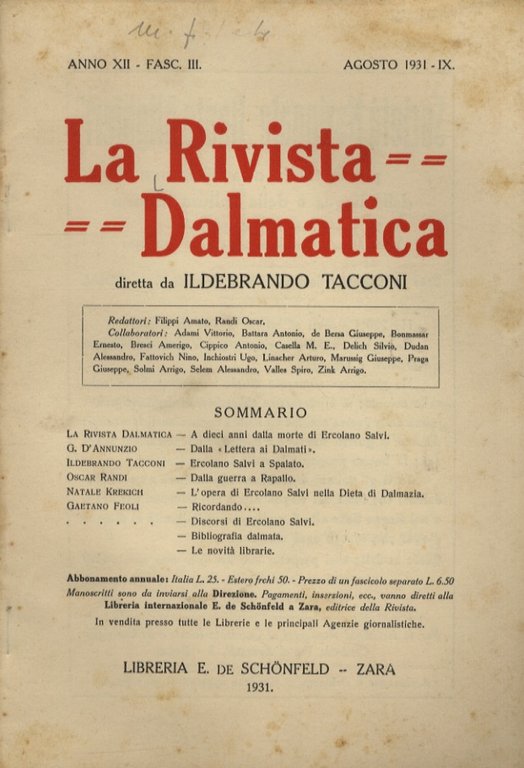 ANNO XII - FASC. III. AGOSTO 1931 - IX.
La Rivista ==
== Dalmatica
diretta da ILDEBRANDO TACCONI
Redattori: Filippi Amato, Randi Oscar.
Collaboratori: Adami Vittorio, Battara Antonio, de Bersa Giuseppe, Bonmassar
Ernesto, Bresci Amerigo, Cippico Antonio, Casella M. E., Delich Silvio, Dudan
Alessandro, Fattovich Nino, Inchiostri Ugo, Linacher Arturo, Marussig Giuseppe, Praga
Giuseppe, Solmi Arrigo, Selem Alessandro, Valles Spiro, Zink Arrigo.
SOMMARIO
LA RIVISTA DALMATICA — A dieci anni dalla morte di Ercolano Salvi.
G. D'ANNUNZIO — Dalla « Lettera ai Dalmati ».
ILDEBRANDO TACCONI — Ercolano Salvi a Spalato.
OSCAR RANDI — Dalla guerra a Rapallo.
NATALE KREKICH — L'opera di Ercolano Salvi nella Dieta di Dalmazia.
GAETANO FEOLI — Ricordando....
. . . . . . — Discorsi di Ercolano Salvi.
— Bibliografia dalmata.
— Le novità librarie.
Abbonamento annuale: Italia L. 25. - Estero frchi 50. - Prezzo di un fascicolo separato L. 6.50
Manoscritti sono da inviarsi alla Direzione. Pagamenti, inserzioni, ecc., vanno diretti alla
Libreria internazionale E. de Schönfeld a Zara, editrice della Rivista.
In vendita presso tutte le Librerie e le principali Agenzie giornalistiche.
LIBRERIA E. DE SCHÖNFELD -- ZARA
1931.